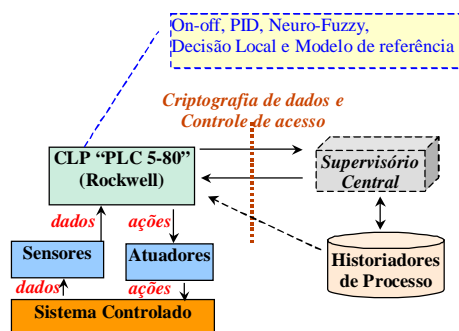 On-off, PID, Neuro-Fuzzy,
Decisão Local e Modelo de referência
Criptografia de dados e
Controle de acesso
CLP “PLC 5-80”
(Rockwell)
Supervisório
Central
dados
ações
Sensores
Atuadores
Historiadores
de Processo
dados
ações
Sistema Controlado